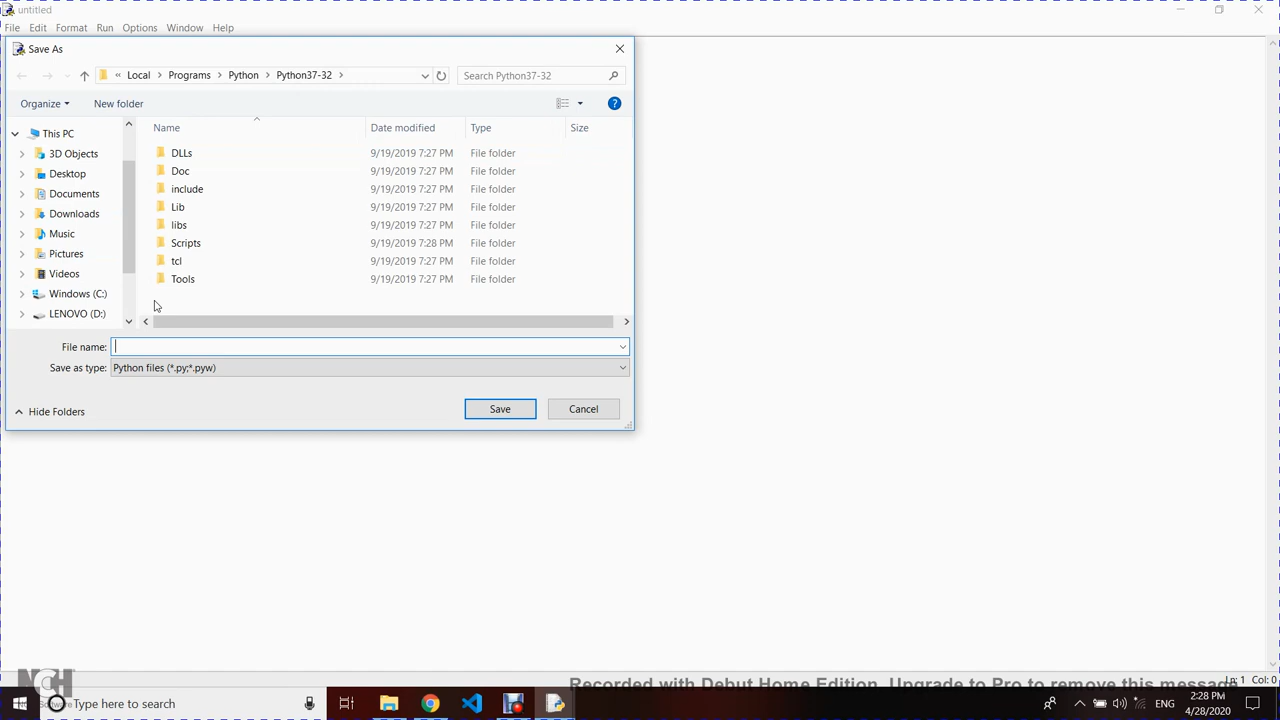 untitled
File Edit Format Run Options Window Help
Save As
« Local > Programs > Python > Python37-32 >
Search Python37-32
Organize New folder
This PC
3D Objects
Desktop
Documents
Downloads
Music
Pictures
Videos
Windows (C:)
LENOVO (D:)
Name Date modified Type Size
DLLs 9/19/2019 7:27 PM File folder
Doc 9/19/2019 7:27 PM File folder
include 9/19/2019 7:27 PM File folder
Lib 9/19/2019 7:27 PM File folder
libs 9/19/2019 7:27 PM File folder
Scripts 9/19/2019 7:28 PM File folder
tcl 9/19/2019 7:27 PM File folder
Tools 9/19/2019 7:27 PM File folder
File name:
Save as type: Python files (*.py;*.pyw)
Hide Folders
Save Cancel
NCH
Software
Recorded with Debut Home Edition. Upgrade to Pro to remove this message
Ln: 1 Col: 0
Type here to search
ENG
2:28 PM
4/28/2020